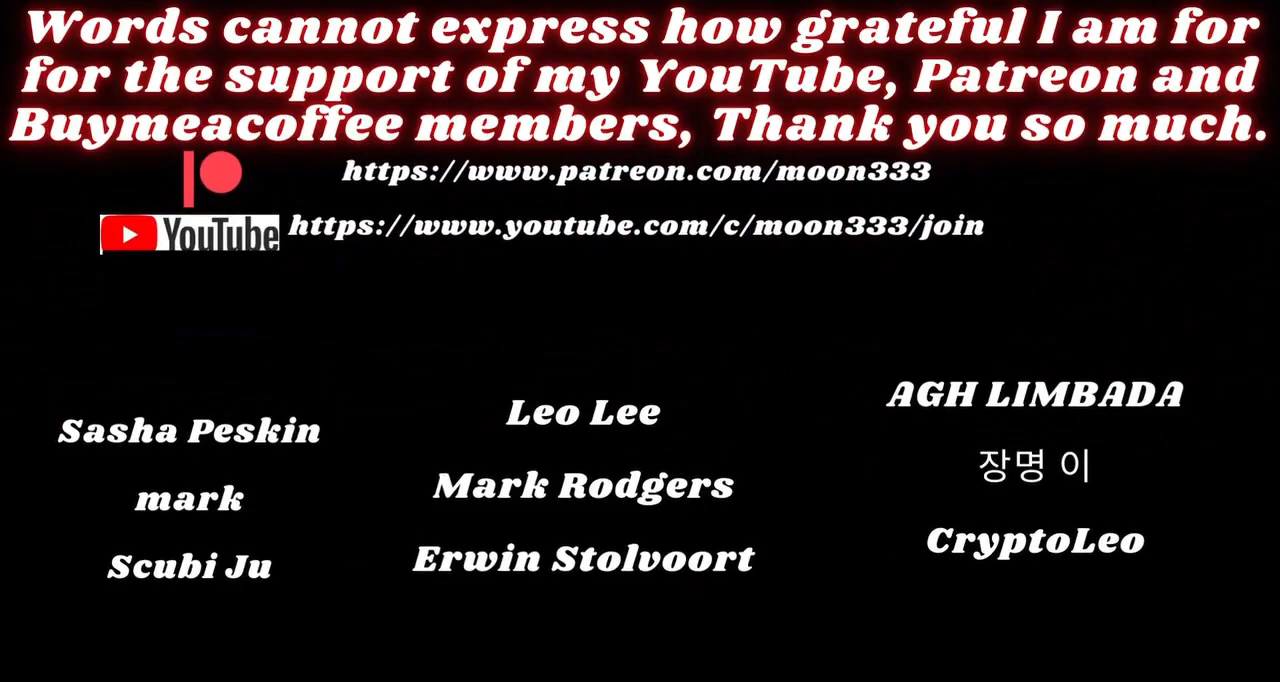 Words cannot express how grateful I am for
for the support of my YouTube, Patreon and
Buymeacoffee members, Thank you so much.
https://www.patreon.com/moon333
YouTube https://www.youtube.com/c/moon333/join
Sasha Peskin
mark
Scubi Ju
Leo Lee
Mark Rodgers
Erwin Stolvoort
AGH LIMBADA
장명 이
CryptoLeo